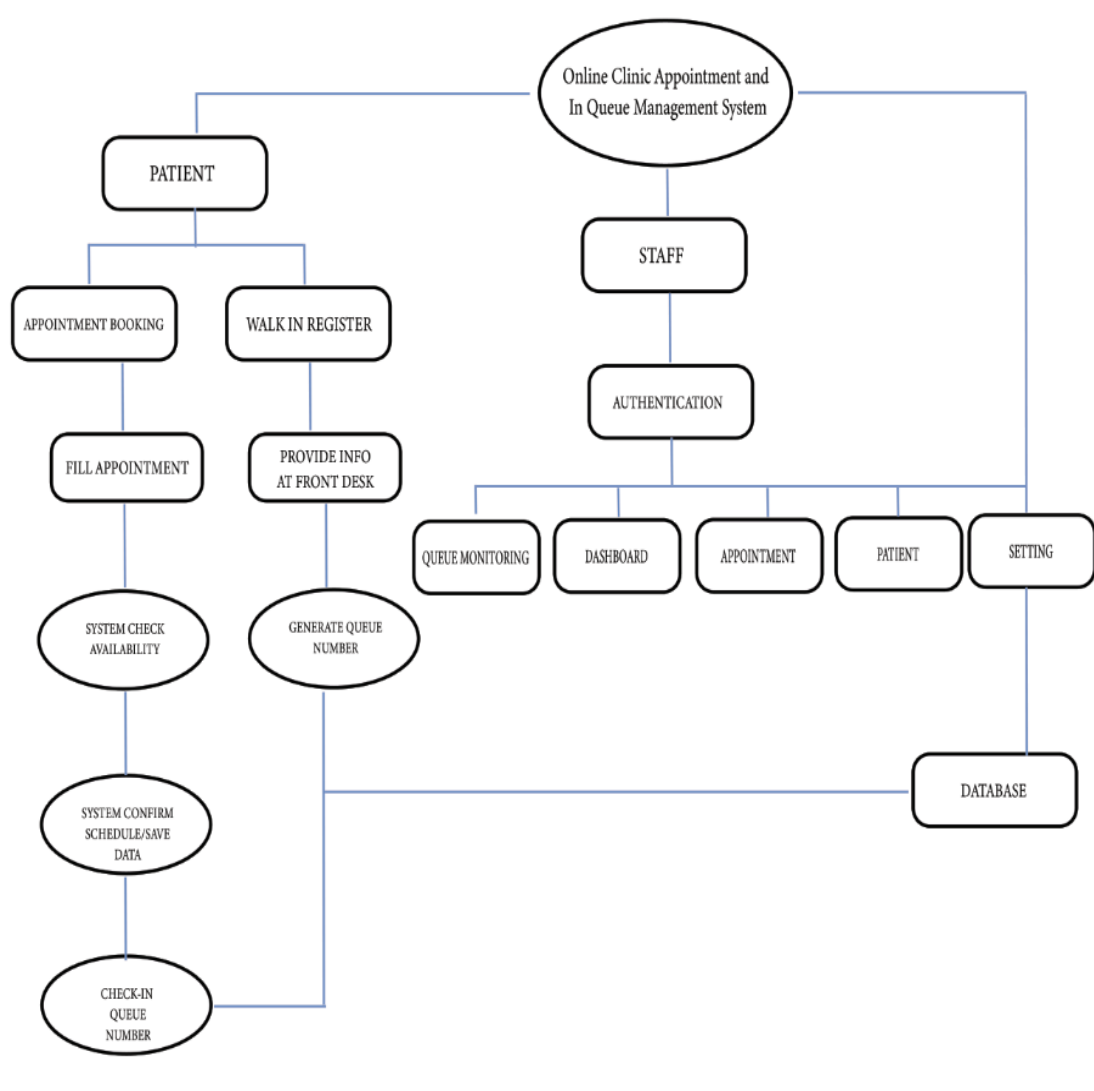 Online Clinic Appointment and
In Queue Management System
PATIENT
STAFF
APPOINTMENT BOOKING
WALK IN REGISTER
AUTHENTICATION
FILL APPOINTMENT
PROVIDE INFO
AT FRONT DESK
QUEUE MONITORING
DASHBOARD
APPOINTMENT
PATIENT
SETTING
SYSTEM CHECK
AVAILABILITY
GENERATE QUEUE
NUMBER
SYSTEM CONFIRM
SCHEDULE/SAVE
DATA
DATABASE
CHECK-IN
QUEUE
NUMBER